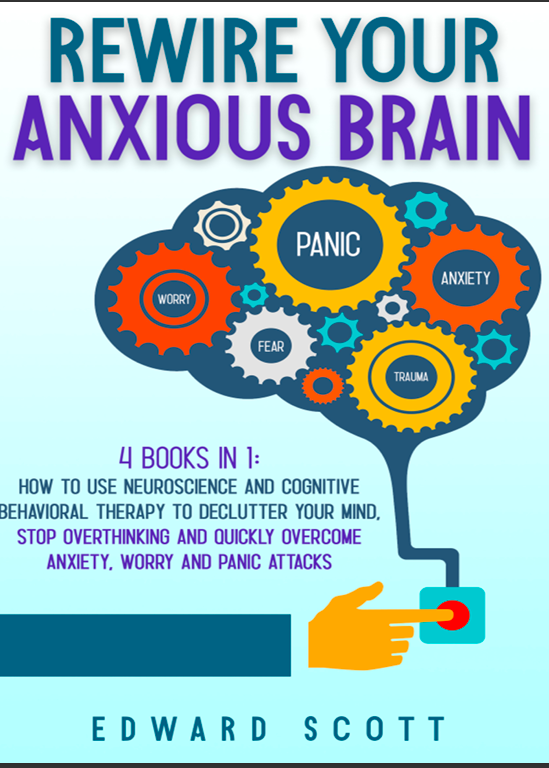 REWIRE YOUR
ANXIOUS BRAIN
PANIC
ANXIETY
WORRY
FEAR
TRAUMA
4 BOOKS IN 1:
HOW TO USE NEUROSCIENCE AND COGNITIVE
BEHAVIORAL THERAPY TO DECLUTTER YOUR MIND,
STOP OVERTHINKING AND QUICKLY OVERCOME
ANXIETY, WORRY AND PANIC ATTACKS
EDWARD SCOTT